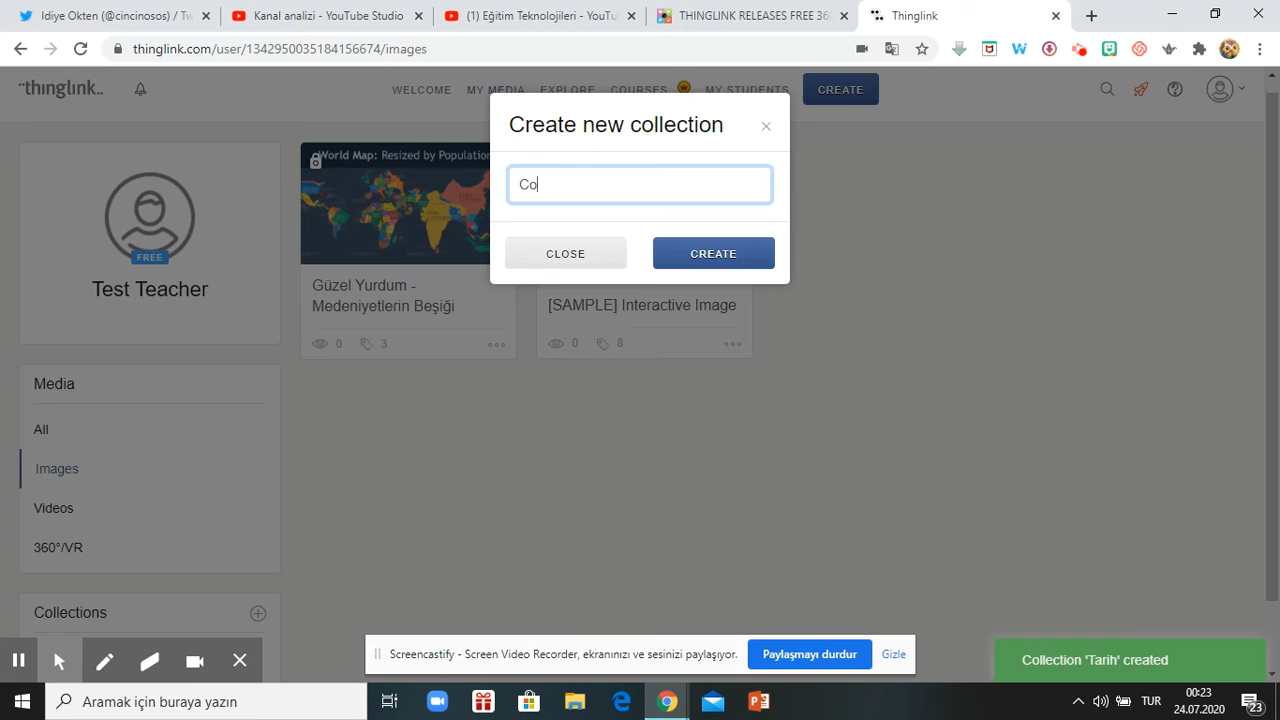 Idiye Okten (@cincinosos) / Tw
Kanal analizi - YouTube Studio
(1) Eğitim Teknolojileri - YouTu
THINGLINK RELEASES FREE 360
Thinglink
thinglink.com/user/1342950035184156674/images
thinglink..
WELCOME
MY MEDIA
EXPLORE
COURSES
MY STUDENTS
CREATE
Create new collection
Co
CLOSE
CREATE
FREE
Test Teacher
World Map: Resized by Population
Güzel Yurdum -
Medeniyetlerin Beşiği
0
3
[SAMPLE] Interactive Image
0
8
Media
All
Images
Videos
360°/VR
Collections
Screencastify - Screen Video Recorder, ekranınızı ve sesinizi paylaşıyor.
Paylaşmayı durdur
Gizle
Collection 'Tarih' created
Aramak için buraya yazın
TUR
00:23
24.07.2020
23